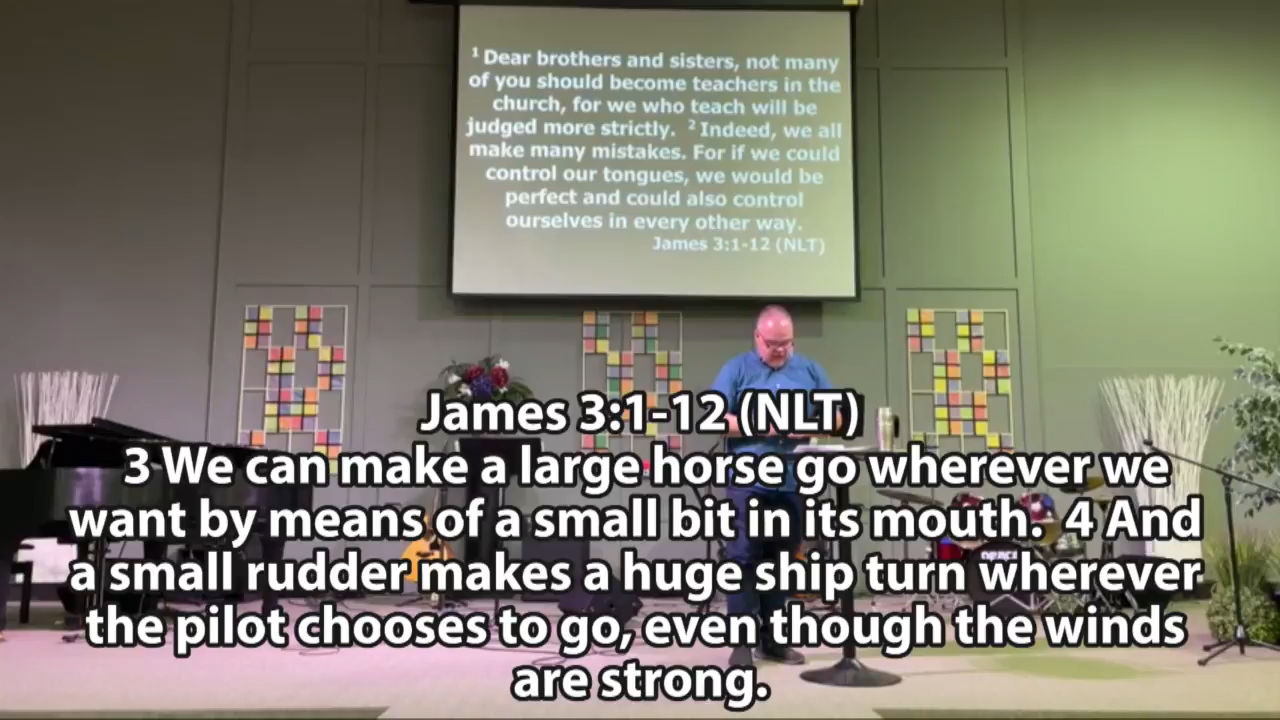 ¹ Dear brothers and sisters, not many
of you should become teachers in the
church, for we who teach will be
judged more strictly. ² Indeed, we all
make many mistakes. For if we could
control our tongues, we would be
perfect and could also control
ourselves in every other way.
James 3:1-12 (NLT)
James 3:1-12 (NLT)
3 We can make a large horse go wherever we
want by means of a small bit in its mouth. 4 And
a small rudder makes a huge ship turn wherever
the pilot chooses to go, even though the winds
are strong.